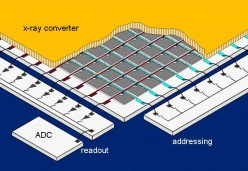 x-ray converter
ADC
readout
addressing